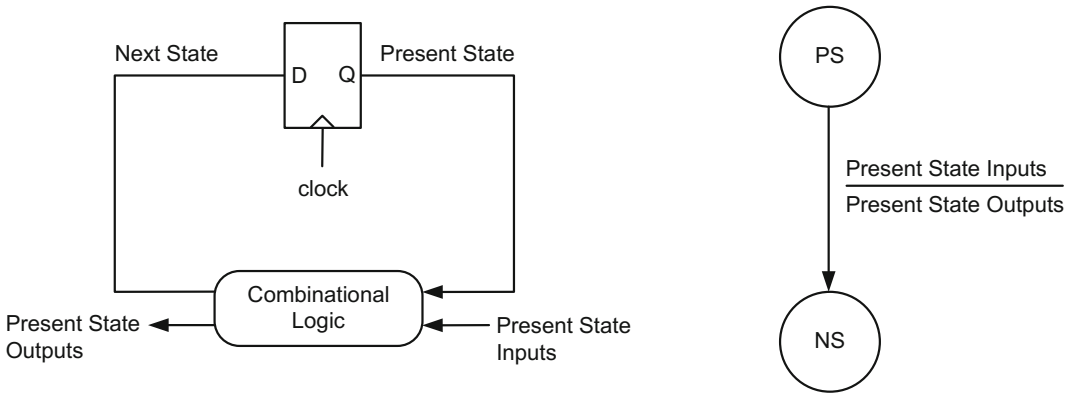 Next State
D
Q
Present State
clock
Combinational
Logic
Present State
Outputs
Present State
Inputs
PS
Present State Inputs
Present State Outputs
NS